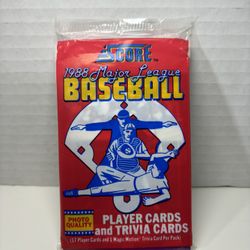 SCORE™
1988 Major League
BASEBALL
PHOTO
QUALITY
PLAYER CARDS
and TRIVIA CARDS
(17 Player Cards and 1 Magic Motion Trivia Card Per Pack)